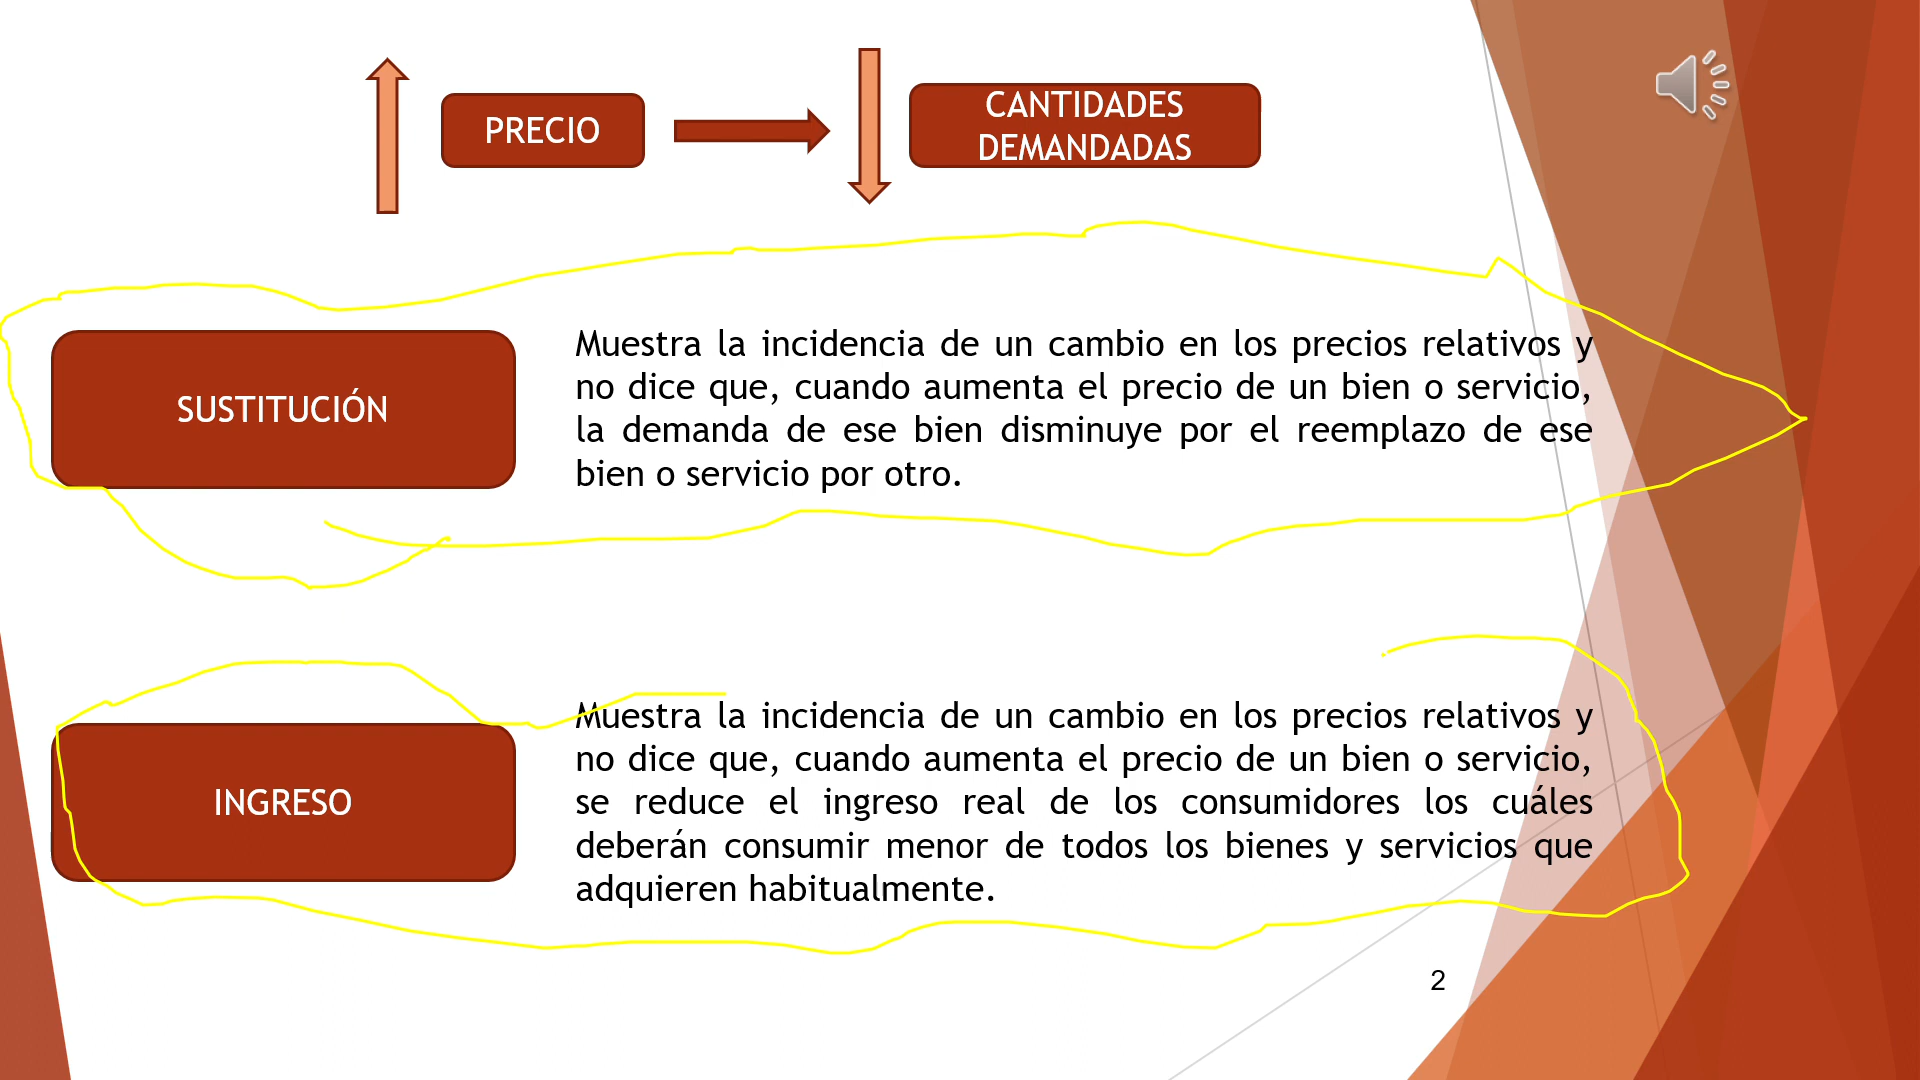 PRECIO
CANTIDADES
DEMANDADAS
SUSTITUCIÓN
Muestra la incidencia de un cambio en los precios relativos y
no dice que, cuando aumenta el precio de un bien o servicio,
la demanda de ese bien disminuye por el reemplazo de ese
bien o servicio por otro.
INGRESO
Muestra la incidencia de un cambio en los precios relativos y
no dice que, cuando aumenta el precio de un bien o servicio,
se reduce el ingreso real de los consumidores los cuáles
deberán consumir menor de todos los bienes y servicios que
adquieren habitualmente.
2